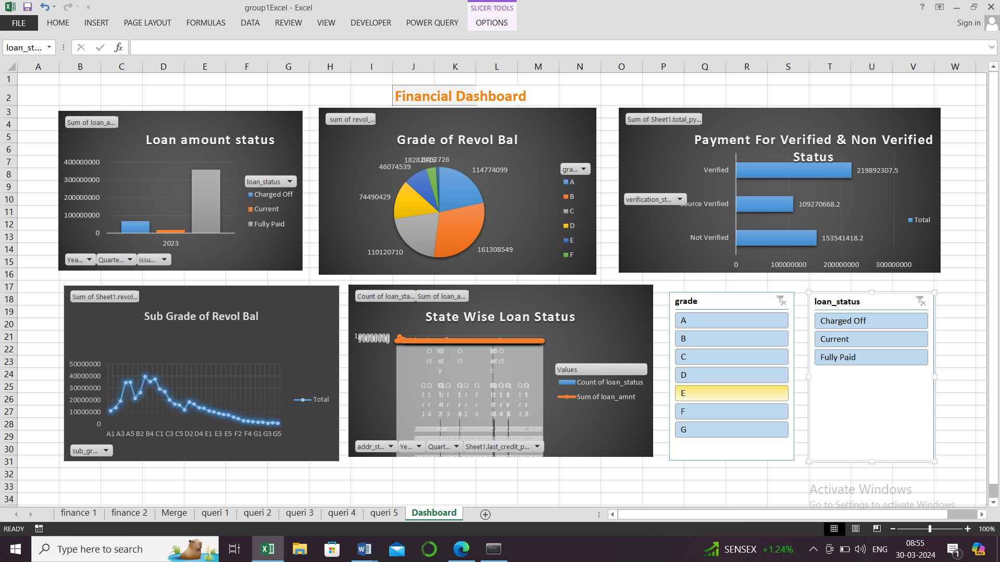 group1Excel - Excel
SLICER TOOLS
FILE
HOME
INSERT
PAGE LAYOUT
FORMULAS
DATA
REVIEW
VIEW
DEVELOPER
POWER QUERY
OPTIONS
Sign in
loan_st...
fx
A B C D E F G H I J K L M N O P Q R S T U V W
1
2
3
4
5
6
7
8
9
10
11
12
13
14
15
16
17
18
19
20
21
22
23
24
25
26
27
28
29
30
31
32
33
34
Financial Dashboard
Sum of loan_a...
Loan amount status
400000000
300000000
200000000
100000000
0
2023
loan_status
Charged Off
Current
Fully Paid
Yea...
Quarte...
issu...
sum of revol_...
Grade of Revol Bal
46074539
114774099
74490429
110120710
161308549
gra...
A
B
C
D
E
F
Sum of Sheet1.total_py...
Payment For Verified & Non Verified
Status
Verified
219892307.5
verification_st...
ource Verified
109270668.2
Total
Not Verified
153541418.2
0 100000000 200000000 300000000
Sum of Sheet1.revol...
Sub Grade of Revol Bal
50000000
40000000
30000000
20000000
10000000
0
A1 A3 A5 B2 B4 C1 C3 C5 D2 D4 E1 E3 E5 F2 F4 G1 G3 G5
Total
sub_gr...
Count of loan_sta...
Sum of loan_a...
State Wise Loan Status
Values
Count of loan_status
Sum of loan_amnt
addr_st...
Ye...
Quart...
Sheet1.last_credit_p...
grade
A
B
C
D
E
F
G
loan_status
Charged Off
Current
Fully Paid
Activate Windows
Go to Settings to activate Windows.
finance 1
finance 2
Merge
queri 1
queri 2
queri 3
queri 4
queri 5
Dashboard
READY
100%
Type here to search
SENSEX +1.24%
ENG
08:55
30-03-2024
1
PRE